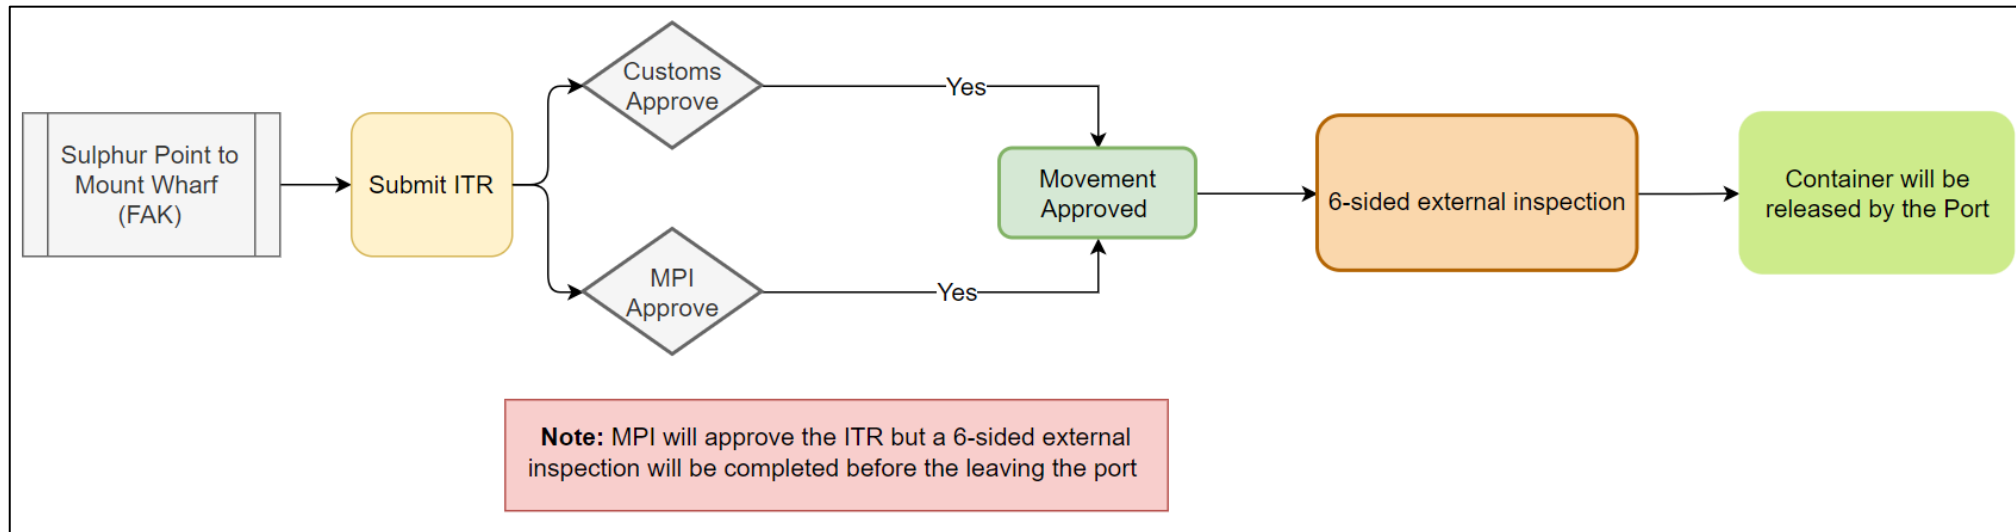 Sulphur Point to
Mount Wharf
(FAK)
Submit ITR
Customs
Approve
Yes
MPI
Approve
Yes
Movement
Approved
6-sided external inspection
Container will be
released by the Port
Note: MPI will approve the ITR but a 6-sided external
inspection will be completed before the leaving the port